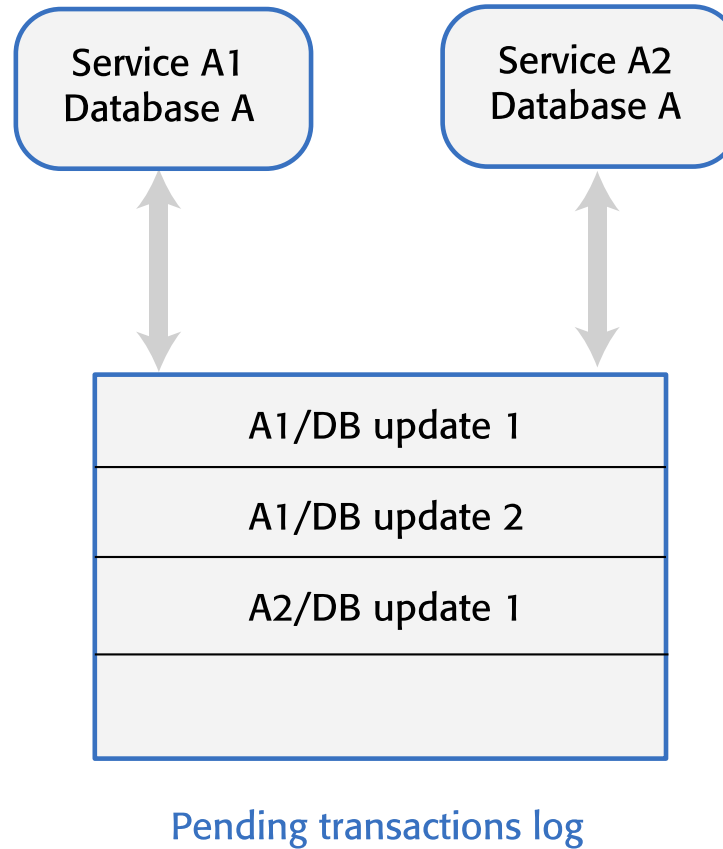 Service A1
Database A
Service A2
Database A
A1/DB update 1
A1/DB update 2
A2/DB update 1
Pending transactions log